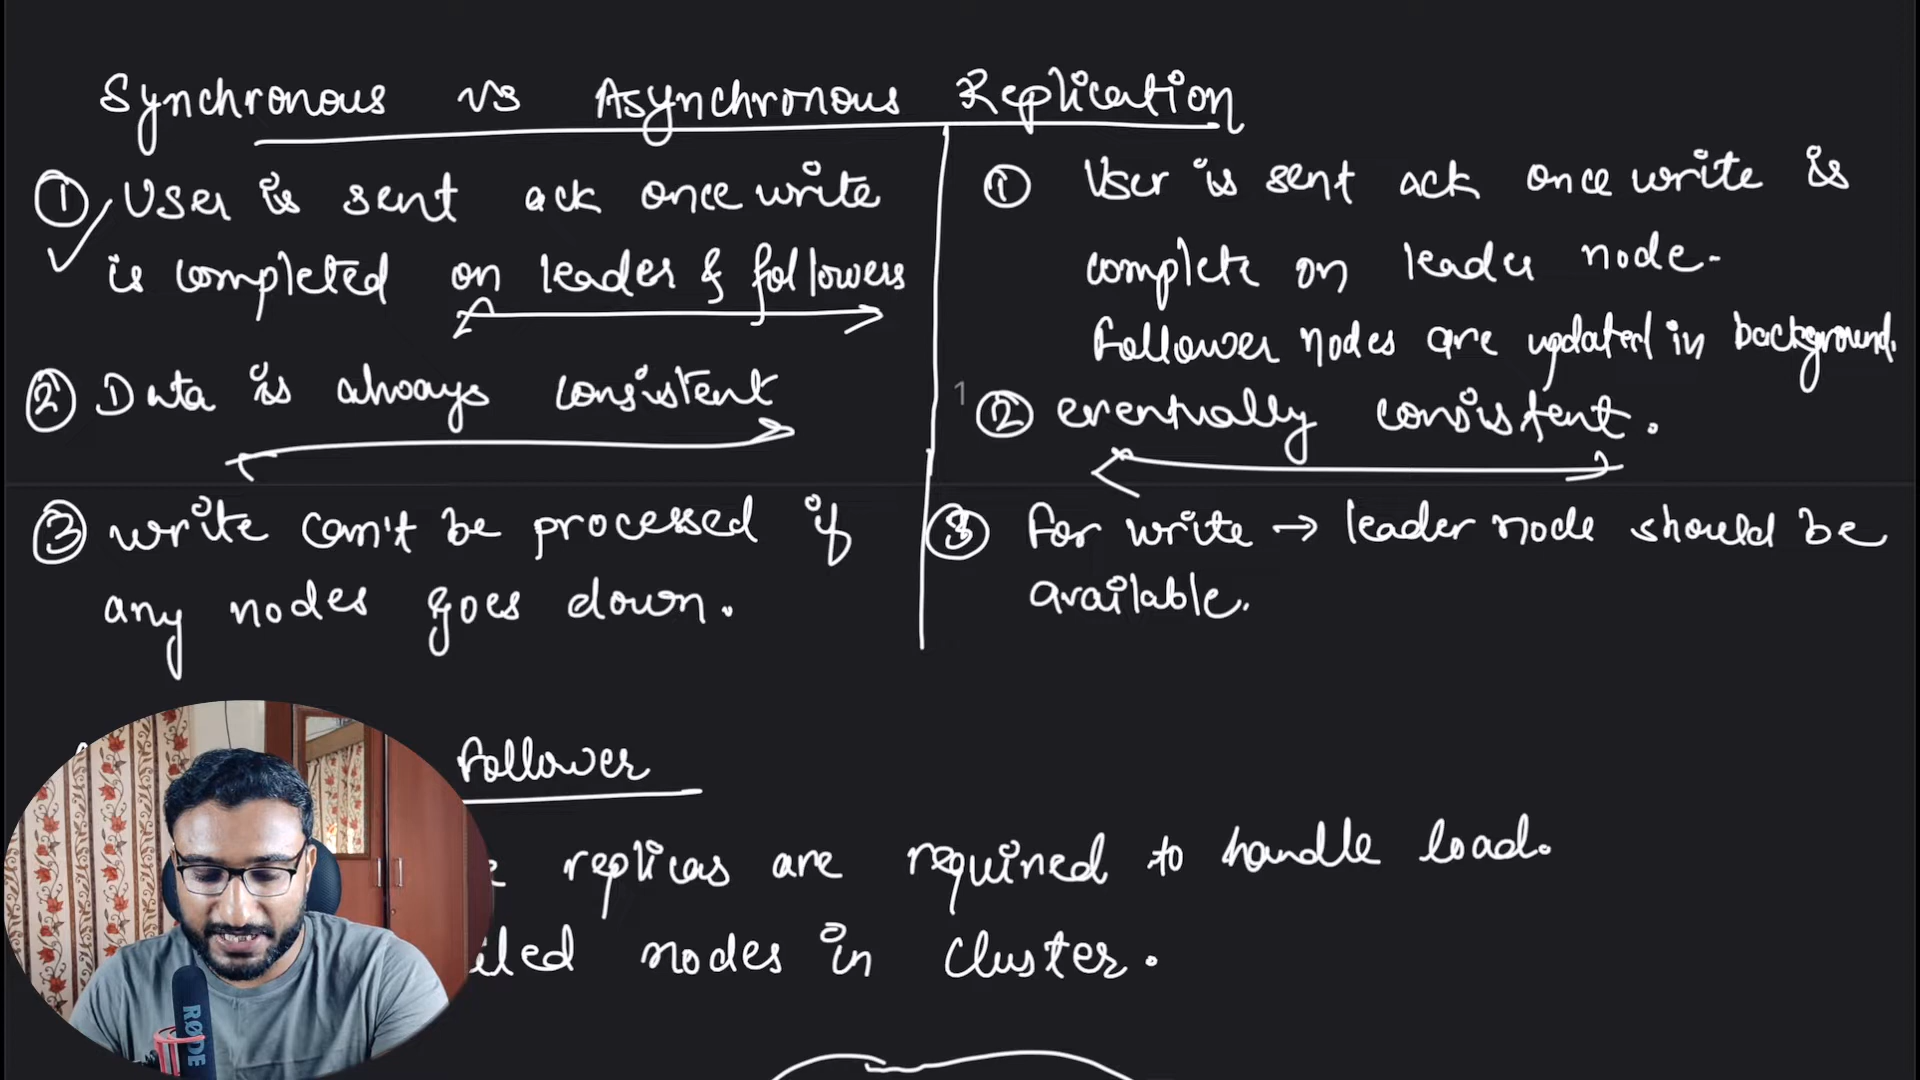 Synchronous vs Asynchronous Replication
① User is sent ack once write
is completed on leader & followers
② Data is always consistent
③ write can't be processed if
any nodes goes down.
① User is sent ack once write is
complete on leader node.
Follower nodes are updated in background.
1
② eventually consistent.
③ For write → leader node should be
available.
Follower
replicas are required to handle load.
nodes in cluster.
RØDE